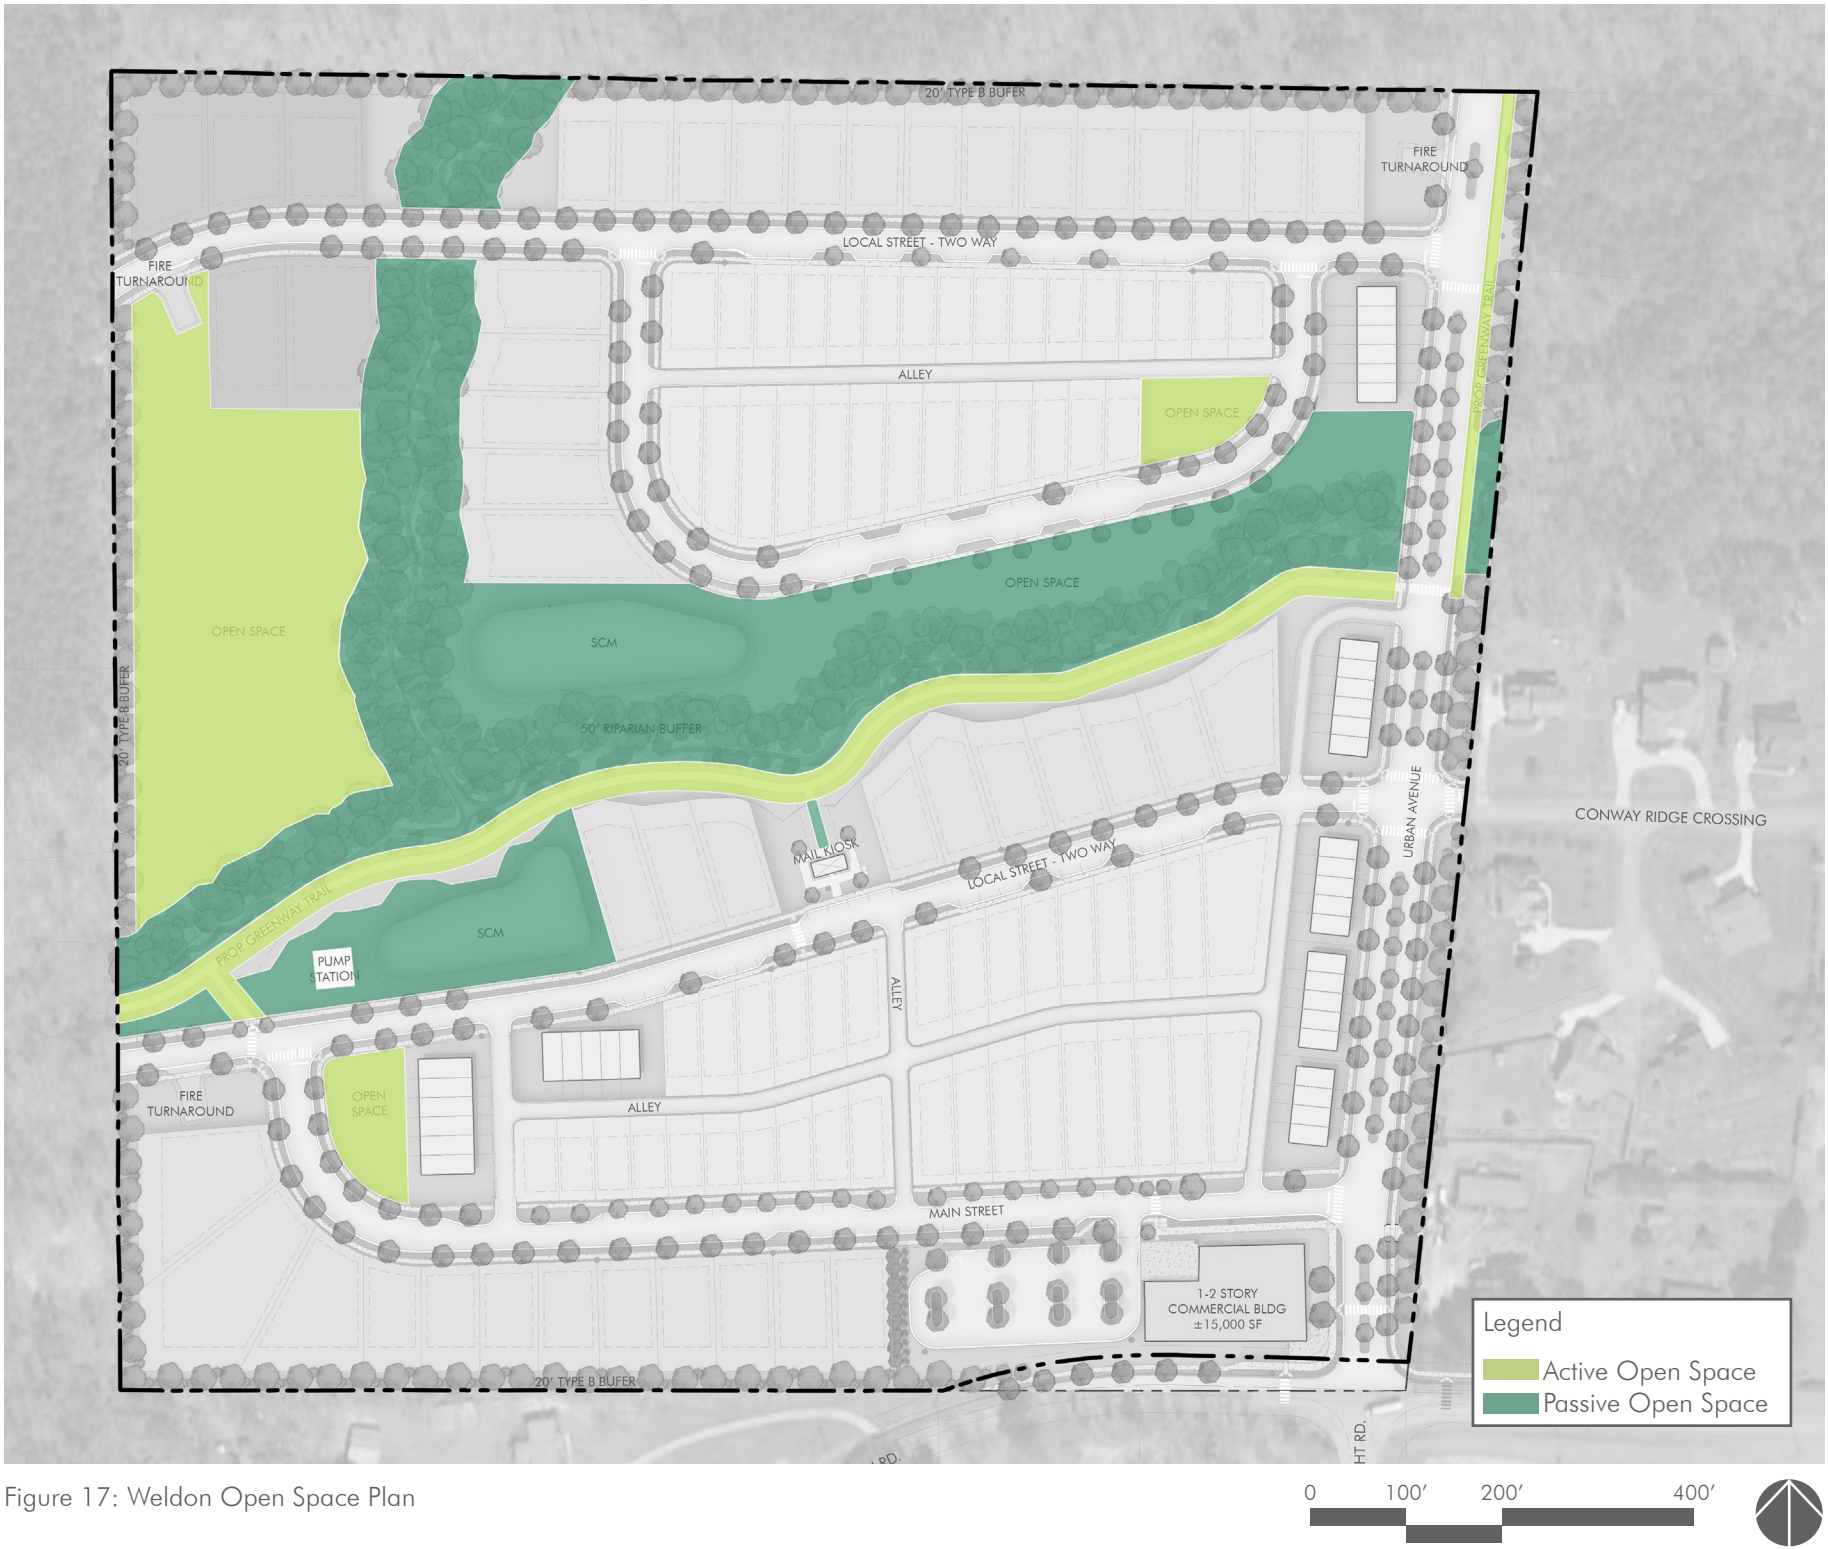 20' TYPE B BUFER
FIRE
TURNAROUND
LOCAL STREET - TWO WAY
FIRE
TURNAROUND
PROP. GREENWAY TRAIL
ALLEY
OPEN SPACE
OPEN SPACE
OPEN SPACE
SCM
20' TYPE B BUFER
50' RIPARIAN BUFFER
URBAN AVENUE
CONWAY RIDGE CROSSING
MAIL KIOSK
LOCAL STREET - TWO WAY
PROP. GREENWAY TRAIL
SCM
PUMP
STATION
ALLEY
FIRE
TURNAROUND
OPEN
SPACE
ALLEY
MAIN STREET
1-2 STORY
COMMERCIAL BLDG
±15,000 SF
20' TYPE B BUFER
RD.
HT RD.
Legend
Active Open Space
Passive Open Space
Figure 17: Weldon Open Space Plan
0 100' 200' 400'